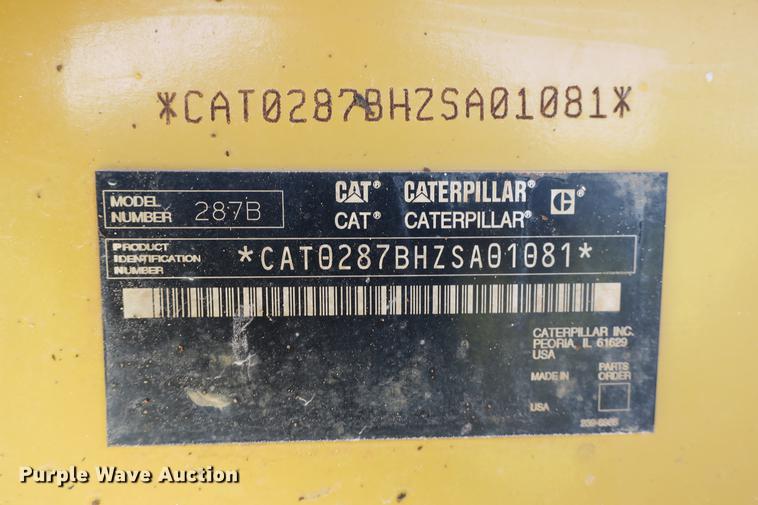 *CAT0287BHZSA01081*
MODEL NUMBER 287B
CAT® CATERPILLAR®
CAT® CATERPILLAR®
PRODUCT IDENTIFICATION NUMBER *CAT0287BHZSA01081*
CATERPILLAR INC.
PEORIA, IL 61629
USA
MADE IN
PARTS ORDER
USA
Purple Wave Auction